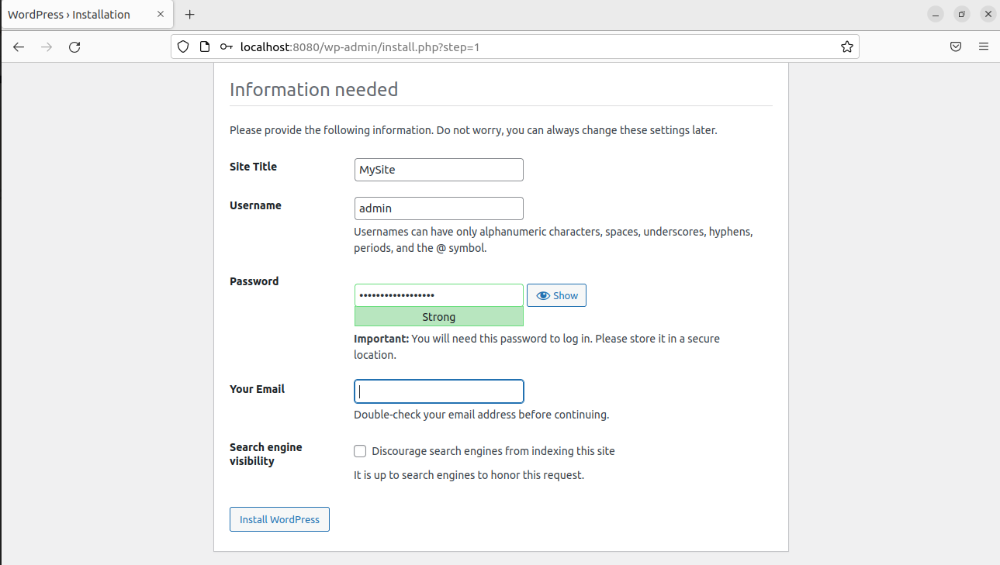 WordPress › Installation
localhost:8080/wp-admin/install.php?step=1
Information needed
Please provide the following information. Do not worry, you can always change these settings later.
Site Title
MySite
Username
admin
Usernames can have only alphanumeric characters, spaces, underscores, hyphens,
periods, and the @ symbol.
Password
••••••••••••••••••
Show
Strong
Important: You will need this password to log in. Please store it in a secure
location.
Your Email
Double-check your email address before continuing.
Search engine
visibility
Discourage search engines from indexing this site
It is up to search engines to honor this request.
Install WordPress